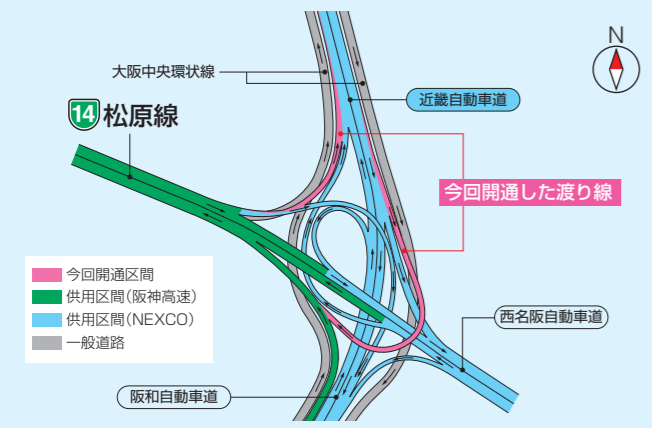 N
大阪中央環状線
近畿自動車道
14 松原線
今回開通した渡り線
今回開通区間
供用区間(阪神高速)
供用区間(NEXCO)
一般道路
西名阪自動車道
阪和自動車道